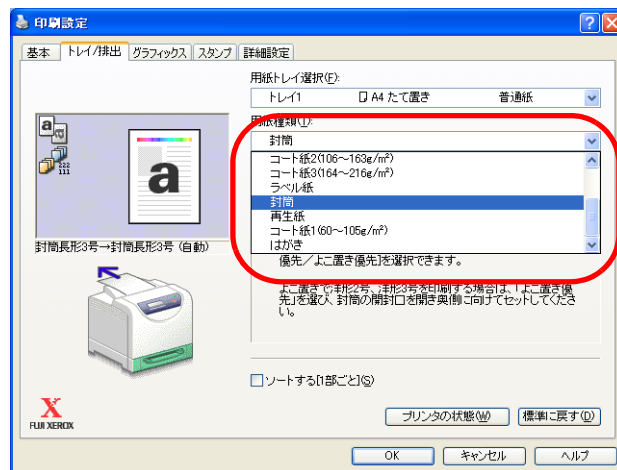 印刷設定
基本 トレイ/排出 グラフィックス スタンプ 詳細設定
用紙トレイ選択(F):
トレイ1 A4 たて置き 普通紙
用紙種類(T):
封筒
コート紙2(106～163g/m²)
コート紙3(164～216g/m²)
ラベル紙
封筒
再生紙
コート紙1(60～105g/m²)
はがき
優先／よこ置き優先]を選択できます。
よこ置きで洋形2号、洋形3号を印刷する場合は、「よこ置き優
先」を選び、封筒の開封口を開き奥側に向けてセットしてくださ
い。
a
a
222
111
a
封筒長形3号→封筒長形3号 (自動)
ソートする[1部ごと](S)
X
FUJI XEROX
プリンタの状態(W) 標準に戻す(D)
OK キャンセル ヘルプ